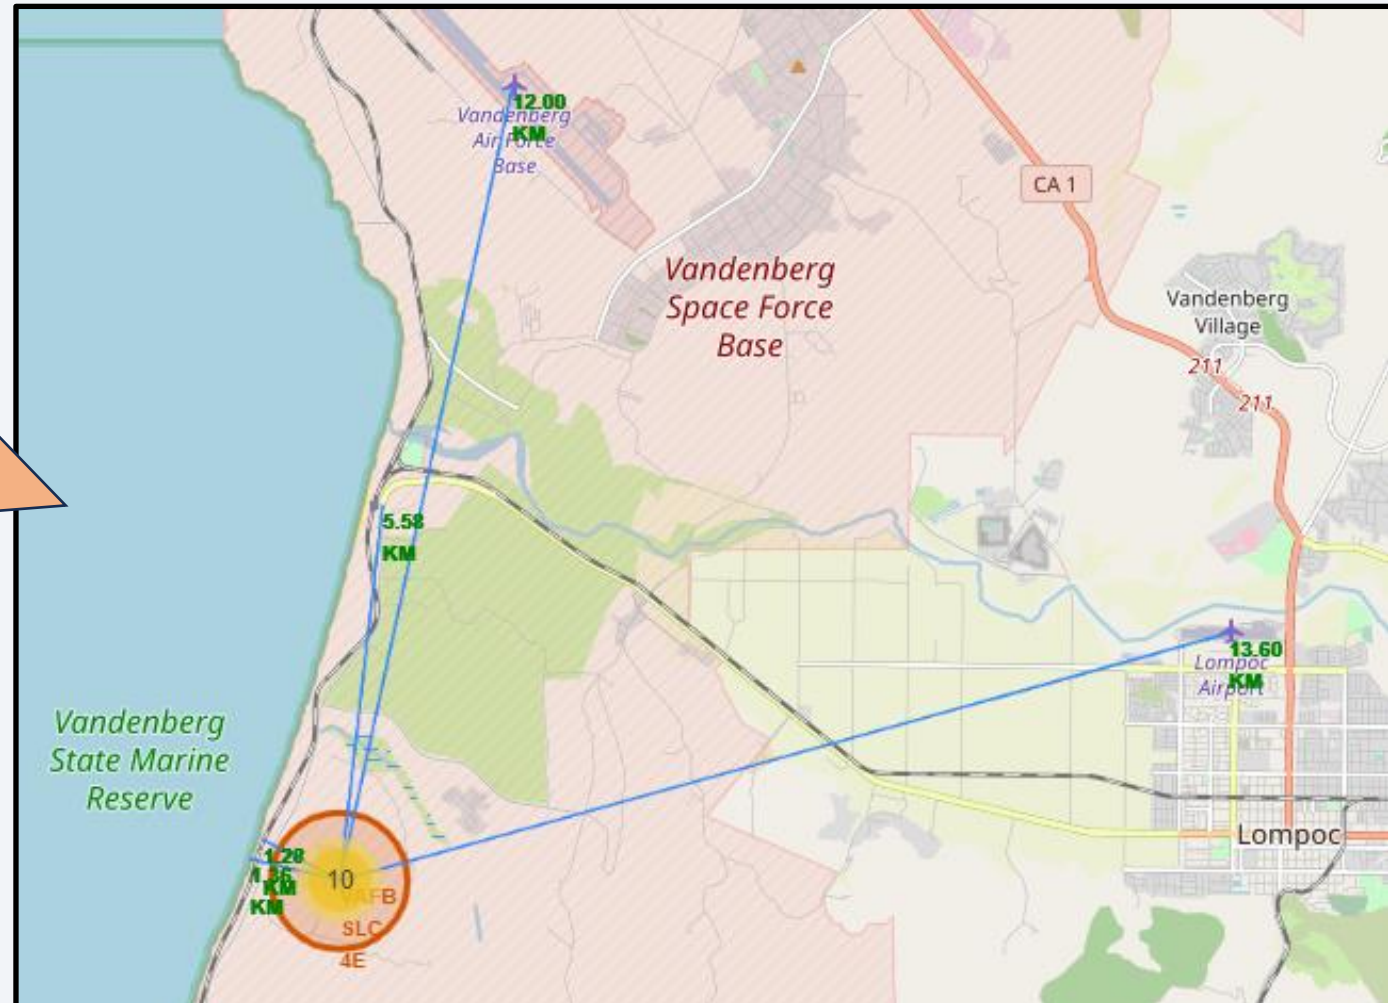 12.00
KM
Vandenberg
Air Force
Base
CA 1
Vandenberg
Space Force
Base
Vandenberg
Village
211
211
5.58
KM
13.60
KM
Lompoc
Airport
Vandenberg
State Marine
Reserve
Lompoc
1.28
KM
1.36
KM
10
VAFB
SLC
4E